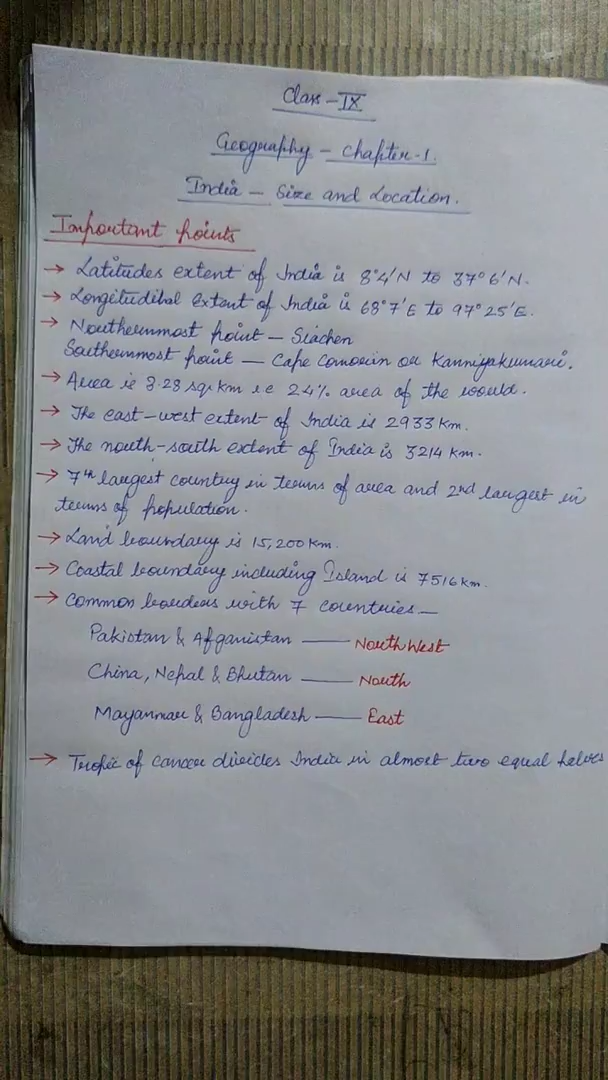 Class - IX
Geography - Chapter-1.
India - Size and Location.
Important points
→ Latitudes extent of India is 8°4'N to 37°6'N.
→ Longitudibal Extent of India is 68°7'E to 97°25'E.
→ Northernmost point - Siachen
Southernmost point - Cape Comorin or Kanniyakumari.
→ Area is 3.28 sq. km i.e 2.4% area of the world.
→ The east-west extent of India is 2933 Km.
→ The north-south extent of India is 3214 Km.
→ 7th largest country in terms of area and 2nd largest in
terms of population.
→ Land boundary is 15,200 Km.
→ Coastal boundary including Island is 7516 km.
→ Common borders with 7 countries -
Pakistan & Afganistan — North West
China, Nepal & Bhutan — North
Mayanmar & Bangladesh — East
→ Tropic of cancer divides India in almost two equal halves